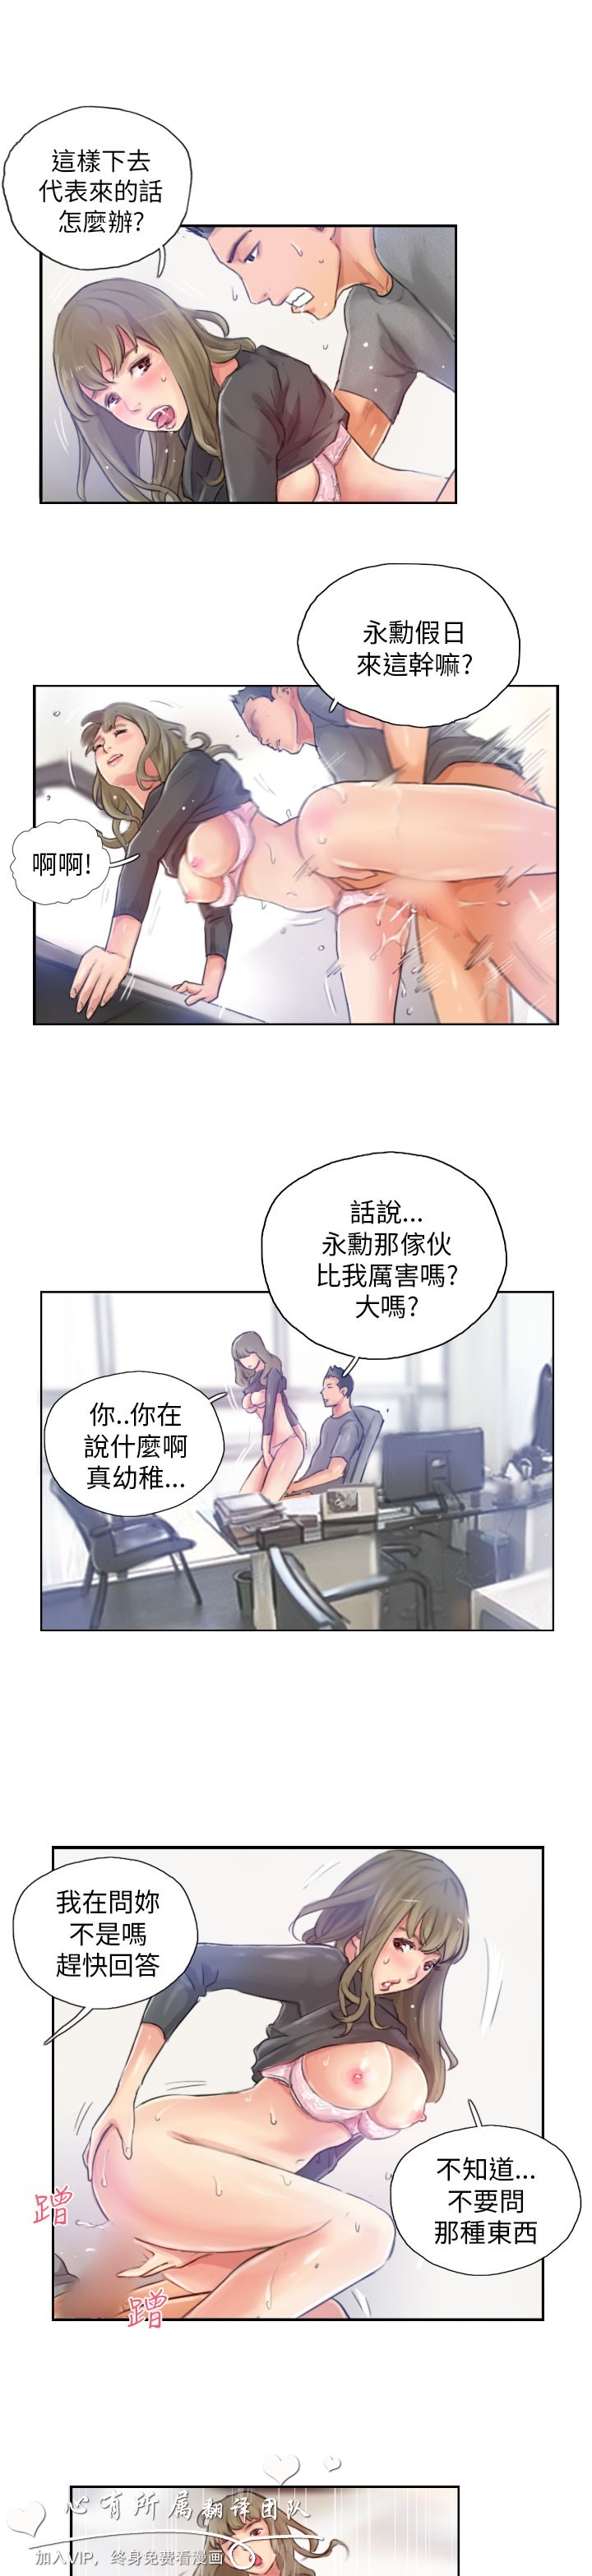 這樣下去
代表來的話
怎麼辦?
永勳假日
來這幹嘛?
啊啊!
話說...
永勳那傢伙
比我厲害嗎?
大嗎?
你..你在
說什麼啊
真幼稚...
我在問妳
不是嗎
趕快回答
不知道...
不要問
那種東西
蹭
蹭
心有所属翻译团队
加入VIP，终身免费看漫画